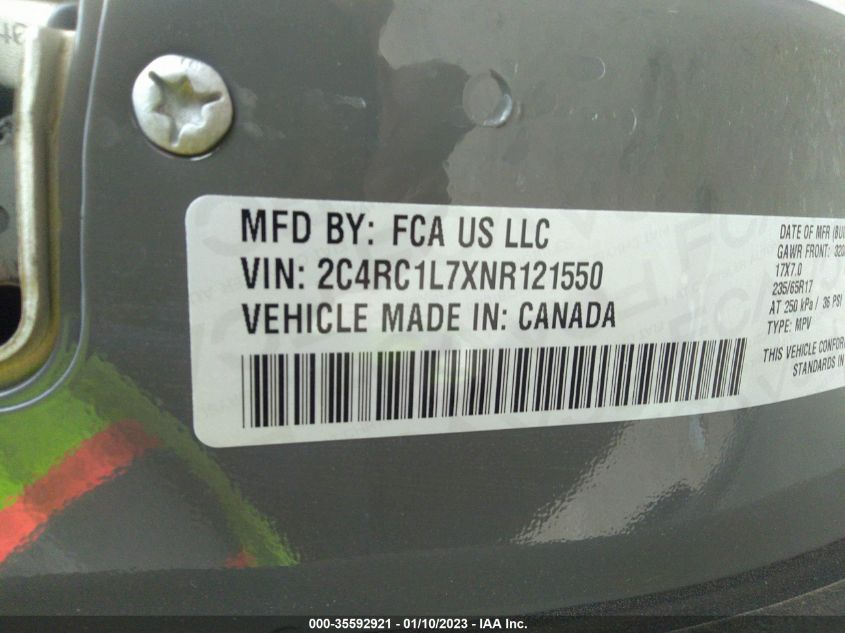 MFD BY: FCA US LLC
VIN: 2C4RC1L7XNR121550
VEHICLE MADE IN: CANADA
DATE OF MFR
GAWR FRONT:
17X7.0
235/65R17
AT 250 kPa / 36 PSI
TYPE: MPV
THIS VEHICLE
STANDARDS IN
000-35592921 - 01/10/2023 - IAA Inc.